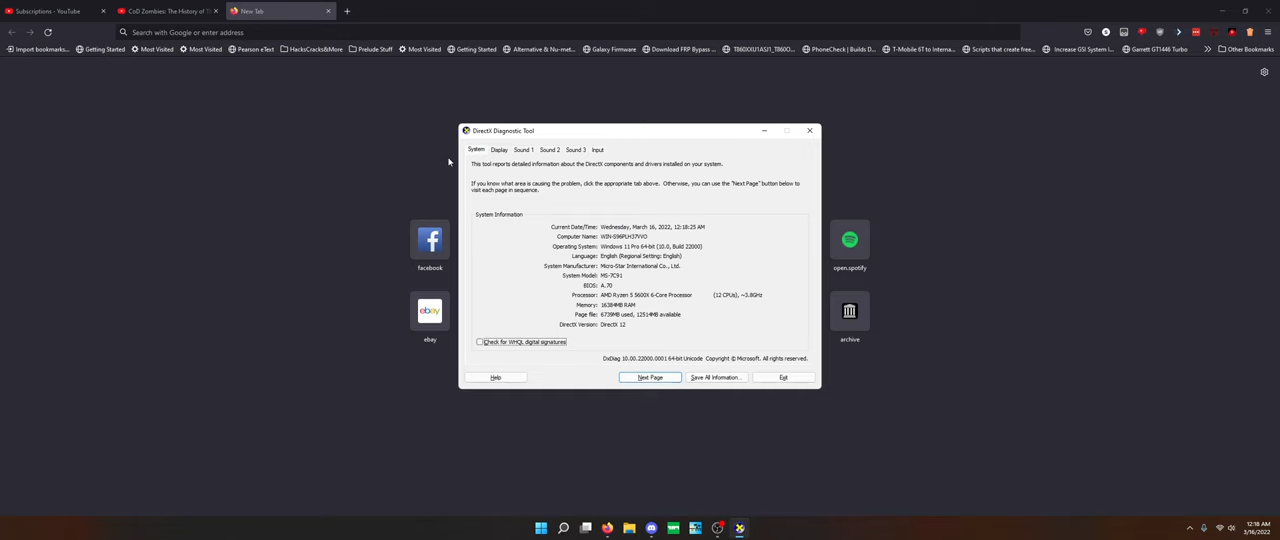 Subscriptions - YouTube
CoD Zombies: The History of T
New Tab
Search with Google or enter address
Import bookmarks...
Getting Started
Most Visited
Pearson eText
HacksCracks&More
Prelude Stuff
Most Visited
Getting Started
Alternative & Nu-met...
Galaxy Firmware
Download FRP Bypass ...
T860XXU1ASJ1_T860O...
PhoneCheck | Builds D...
T-Mobile 6T to Interna...
Scripts that create free...
Increase GSI System I...
Garrett GT1446 Turbo
Other Bookmarks
DirectX Diagnostic Tool
System Display Sound 1 Sound 2 Sound 3 Input
This tool reports detailed information about the DirectX components and drivers installed on your system.
If you know what area is causing the problem, click the appropriate tab above. Otherwise, you can use the "Next Page" button below to
visit each page in sequence.
System Information
Current Date/Time: Wednesday, March 16, 2022, 12:18:25 AM
Computer Name: WIN-S96PLH37VVO
Operating System: Windows 11 Pro 64-bit (10.0, Build 22000)
Language: English (Regional Setting: English)
System Manufacturer: Micro-Star International Co., Ltd.
System Model: MS-7C91
BIOS: A.70
Processor: AMD Ryzen 5 5600X 6-Core Processor (12 CPUs), ~3.8GHz
Memory: 16384MB RAM
Page file: 6739MB used, 12514MB available
DirectX Version: DirectX 12
Check for WHQL digital signatures
DxDiag 10.00.22000.0001 64-bit Unicode Copyright © Microsoft. All rights reserved.
Help
Next Page
Save All Information...
Exit
facebook
ebay
open.spotify
archive
12:18 AM
3/16/2022